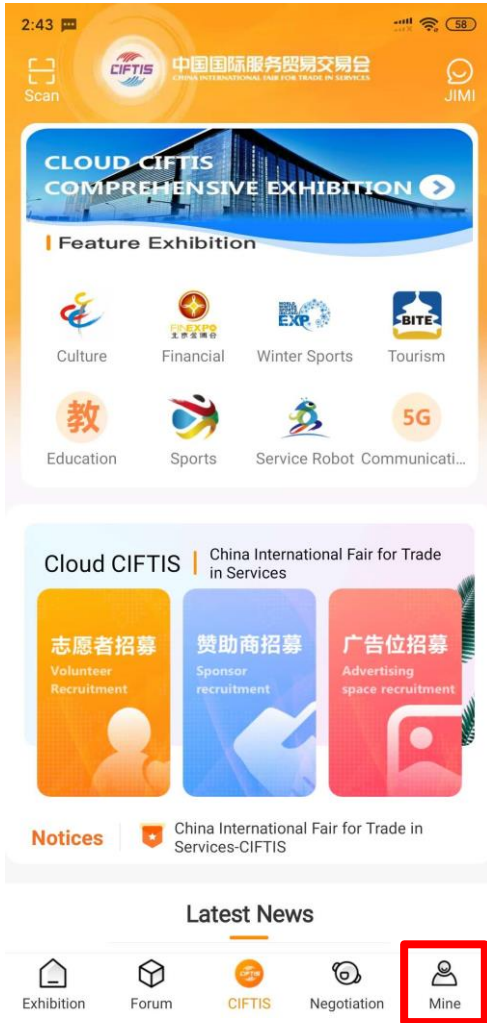 2:43
58
Scan
CIFTIS
中国国际服务贸易交易会
CHINA INTERNATIONAL FAIR FOR TRADE IN SERVICES
JIMI
CLOUD CIFTIS
COMPREHENSIVE EXHIBITION
Feature Exhibition
FINEXPO
EXP
BITE
Culture
Financial
Winter Sports
Tourism
教
5G
Education
Sports
Service Robot
Communicati...
Cloud CIFTIS
China International Fair for Trade
in Services
志愿者招募
Volunteer
Recruitment
赞助商招募
Sponsor
recruitment
广告位招募
Advertising
space recruitment
Notices
China International Fair for Trade in
Services-CIFTIS
Latest News
Exhibition
Forum
CIFTIS
CIFTIS
Negotiation
Mine